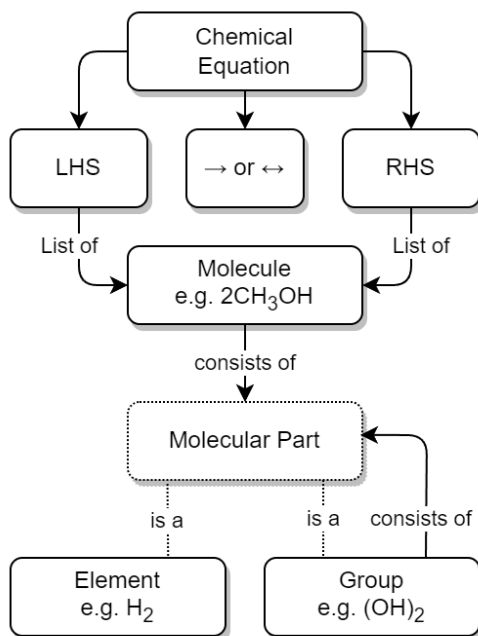 Chemical
Equation
LHS
→ or ↔
RHS
List of
List of
Molecule
e.g. 2CH₃OH
consists of
Molecular Part
is a
is a
consists of
Element
e.g. H₂
Group
e.g. (OH)₂